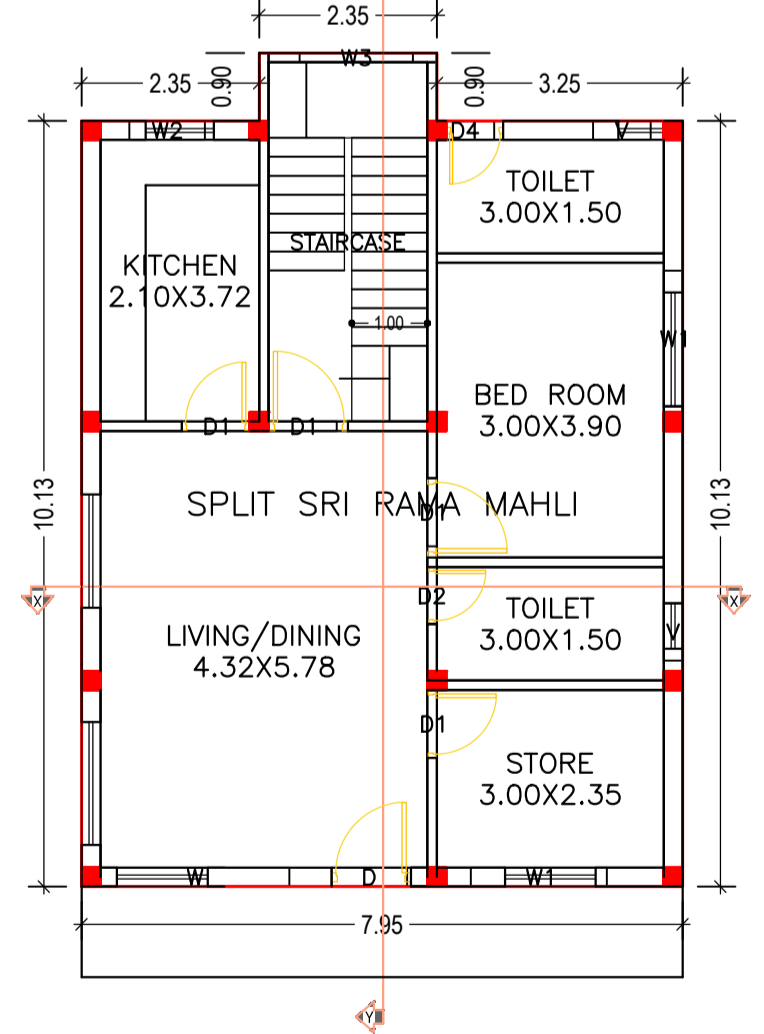 2.35
W3
2.35
0.90
0.90
3.25
W2
D4
V
TOILET
3.00X1.50
STAIRCASE
KITCHEN
2.10X3.72
1.00
W1
BED ROOM
3.00X3.90
D1
D1
10.13
SPLIT SRI RAMA MAHLI
D1
10.13
X
D2
X
TOILET
3.00X1.50
V
LIVING/DINING
4.32X5.78
D1
STORE
3.00X2.35
W
D
W1
7.95
Y